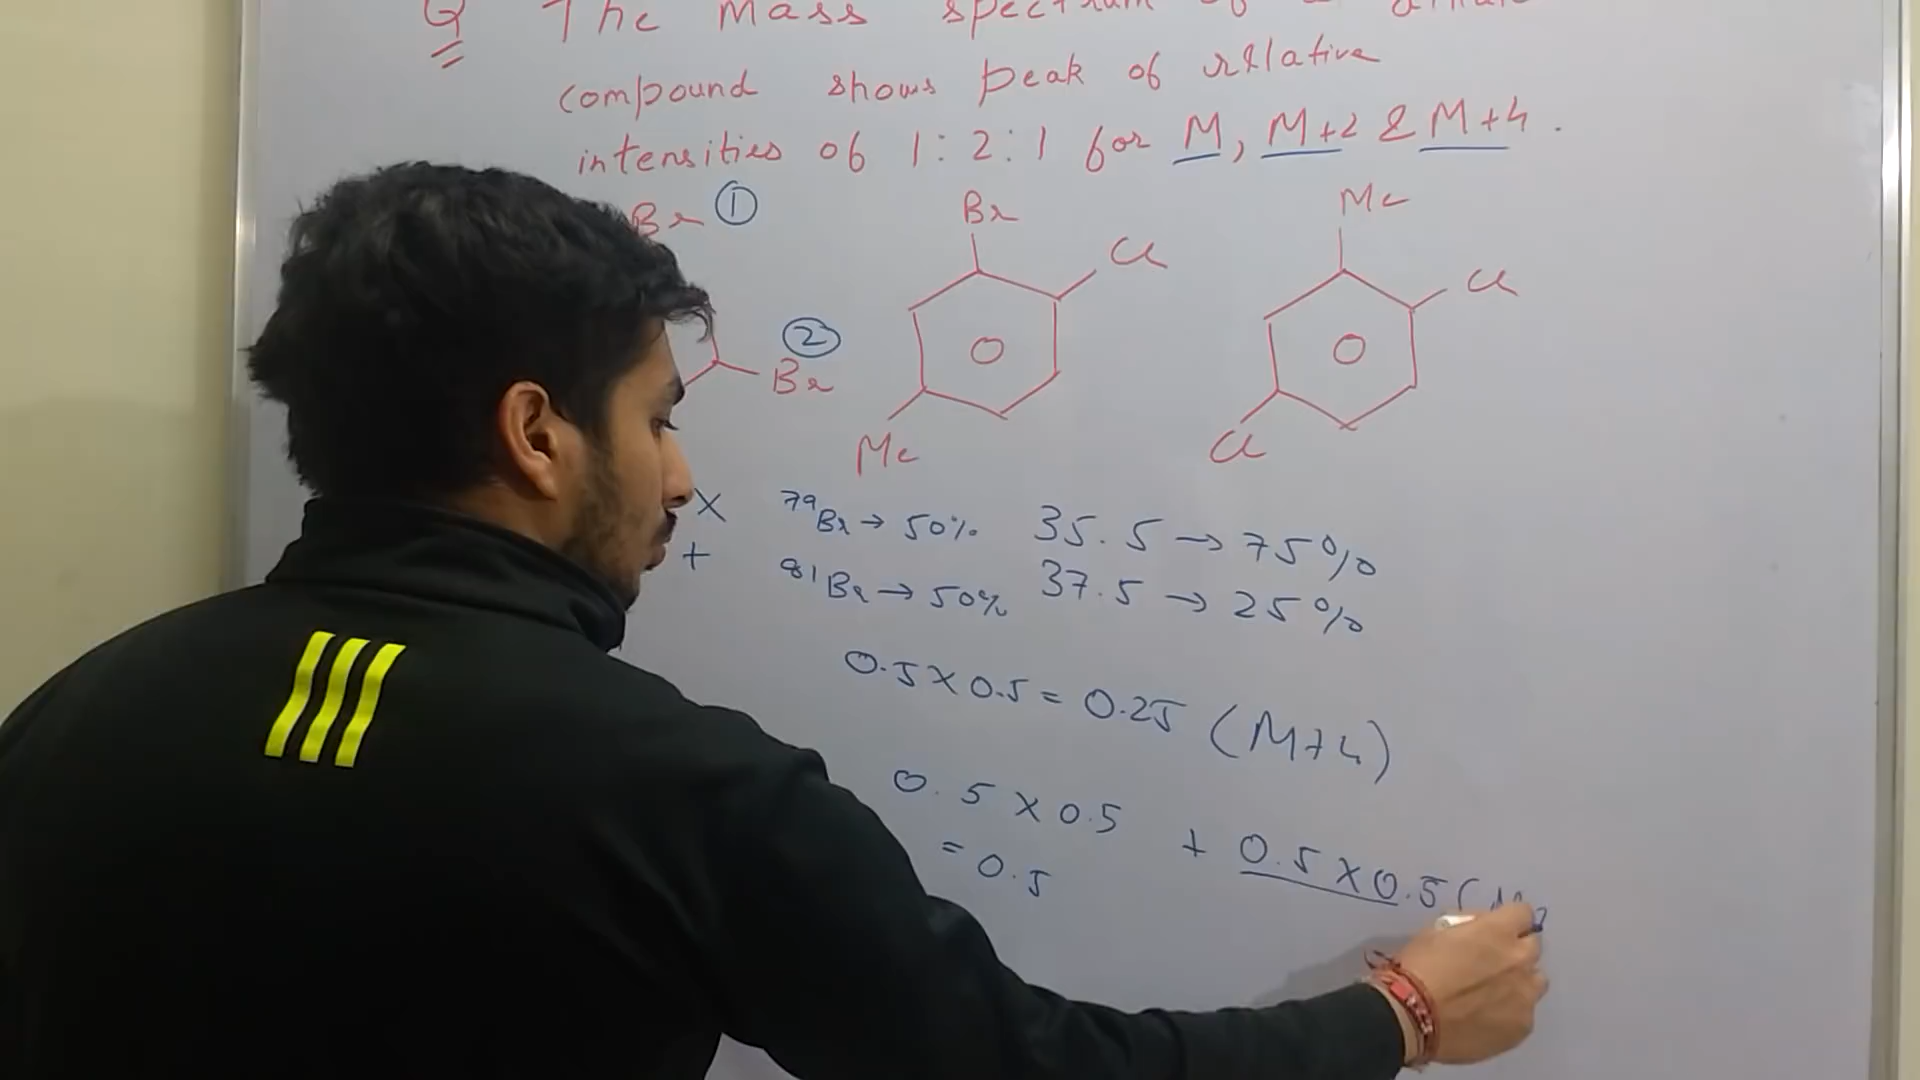 Q The Mass spectrum of a
compound shows peak of relative
intensities of 1:2:1 for M, M+2 & M+4.
Br ①
② Br
Br
Cl
Me
Me
Cl
Cl
X
+
⁷⁹Br → 50%
⁸¹Br → 50%
35.5 → 75%
37.5 → 25%
0.5 x 0.5 = 0.25 (M+4)
0.5 x 0.5 + 0.5 x 0.5 (
= 0.5